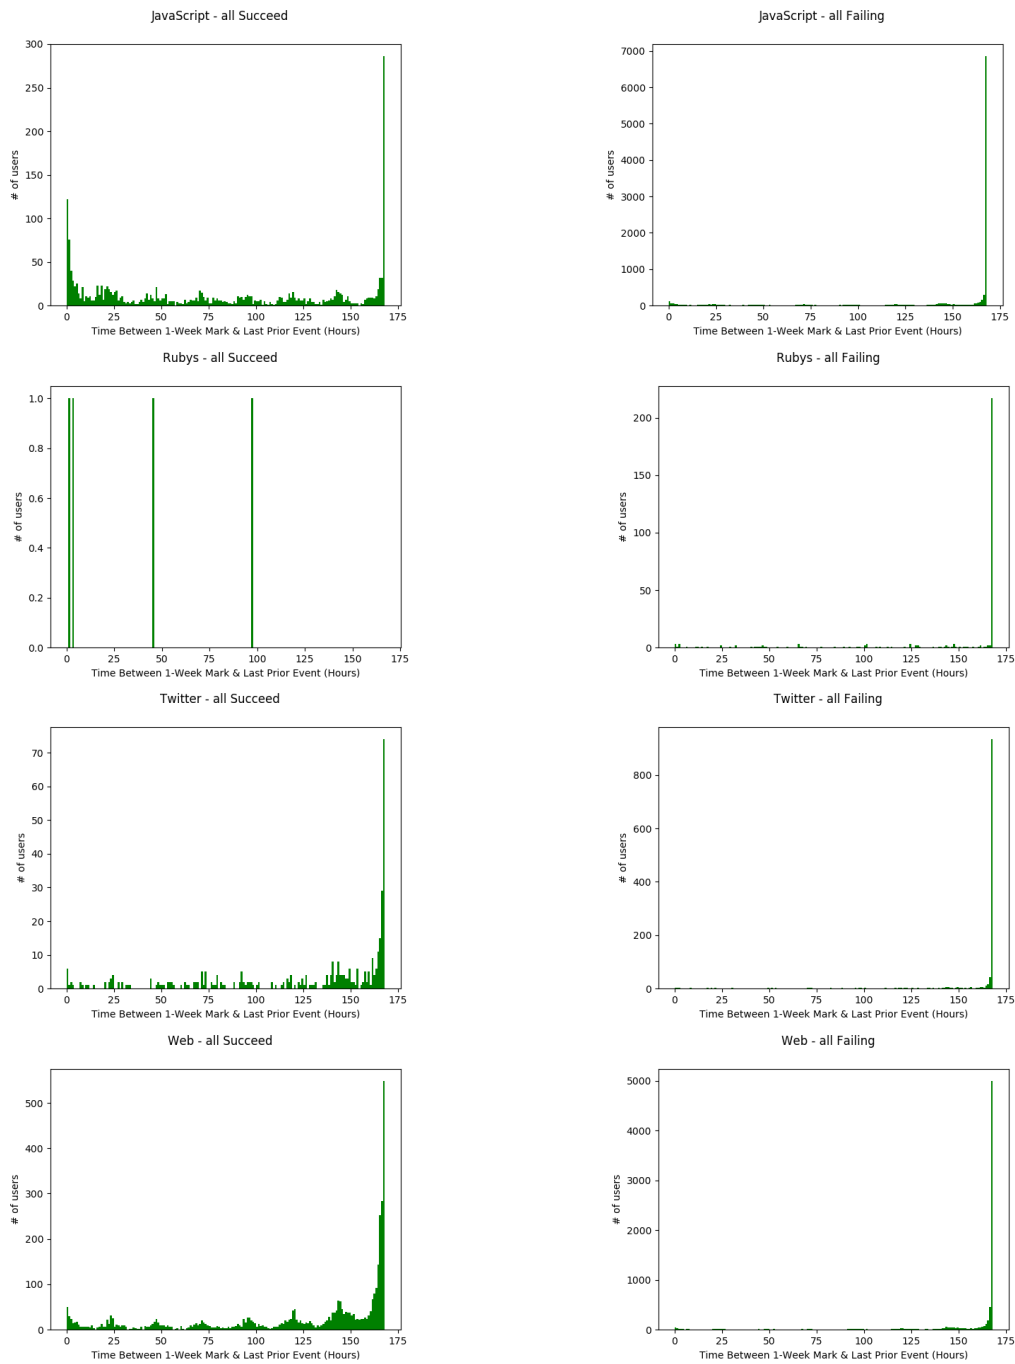 JavaScript - all Succeed
300
250
200
150
100
50
0
# of users
0 25 50 75 100 125 150 175
Time Between 1-Week Mark & Last Prior Event (Hours)
JavaScript - all Failing
7000
6000
5000
4000
3000
2000
1000
0
# of users
0 25 50 75 100 125 150 175
Time Between 1-Week Mark & Last Prior Event (Hours)
Rubys - all Succeed
1.0
0.8
0.6
0.4
0.2
0.0
# of users
0 25 50 75 100 125 150 175
Time Between 1-Week Mark & Last Prior Event (Hours)
Rubys - all Failing
200
150
100
50
0
# of users
0 25 50 75 100 125 150 175
Time Between 1-Week Mark & Last Prior Event (Hours)
Twitter - all Succeed
70
60
50
40
30
20
10
0
# of users
0 25 50 75 100 125 150 175
Time Between 1-Week Mark & Last Prior Event (Hours)
Twitter - all Failing
800
600
400
200
0
# of users
0 25 50 75 100 125 150 175
Time Between 1-Week Mark & Last Prior Event (Hours)
Web - all Succeed
500
400
300
200
100
0
# of users
0 25 50 75 100 125 150 175
Time Between 1-Week Mark & Last Prior Event (Hours)
Web - all Failing
5000
4000
3000
2000
1000
0
# of users
0 25 50 75 100 125 150 175
Time Between 1-Week Mark & Last Prior Event (Hours)